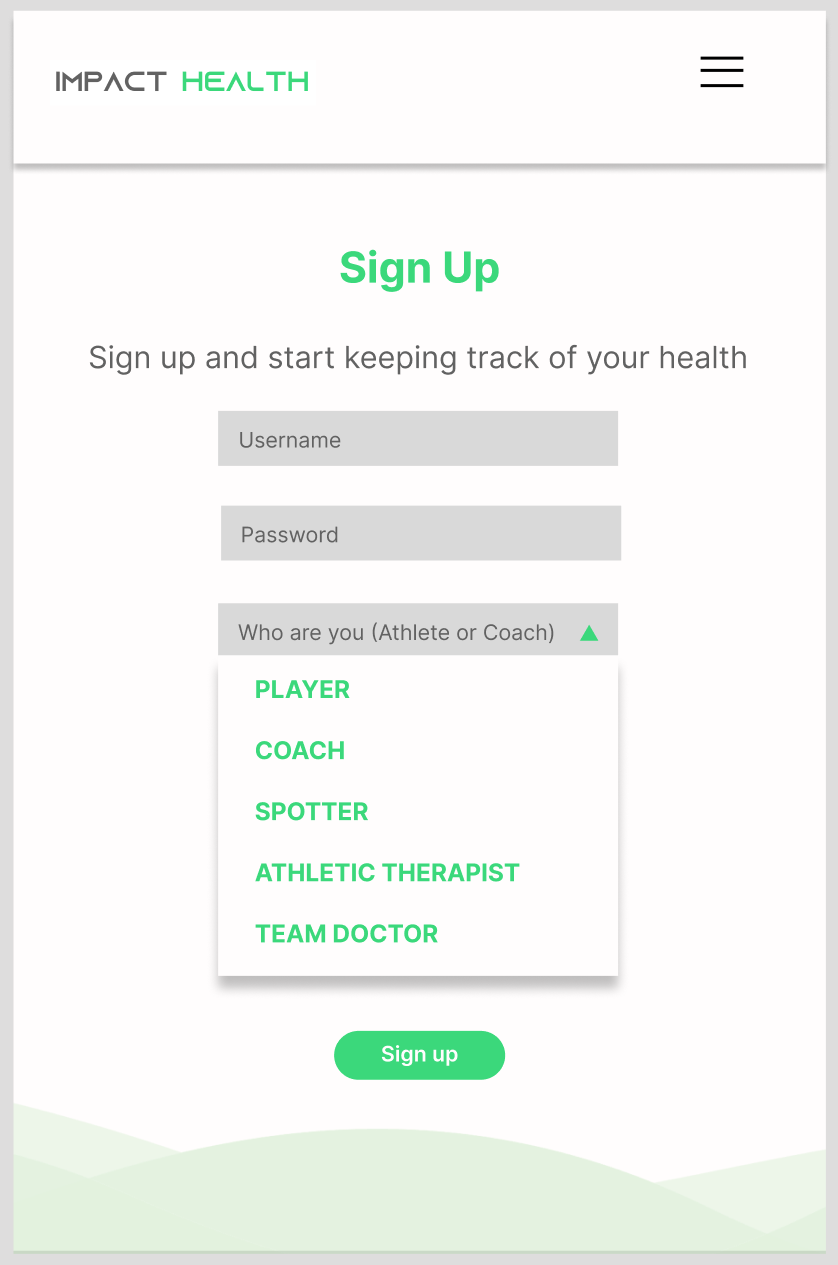 IMPACT HEALTH
Sign Up
Sign up and start keeping track of your health
Username
Password
Who are you (Athlete or Coach)
PLAYER
COACH
SPOTTER
ATHLETIC THERAPIST
TEAM DOCTOR
Sign up